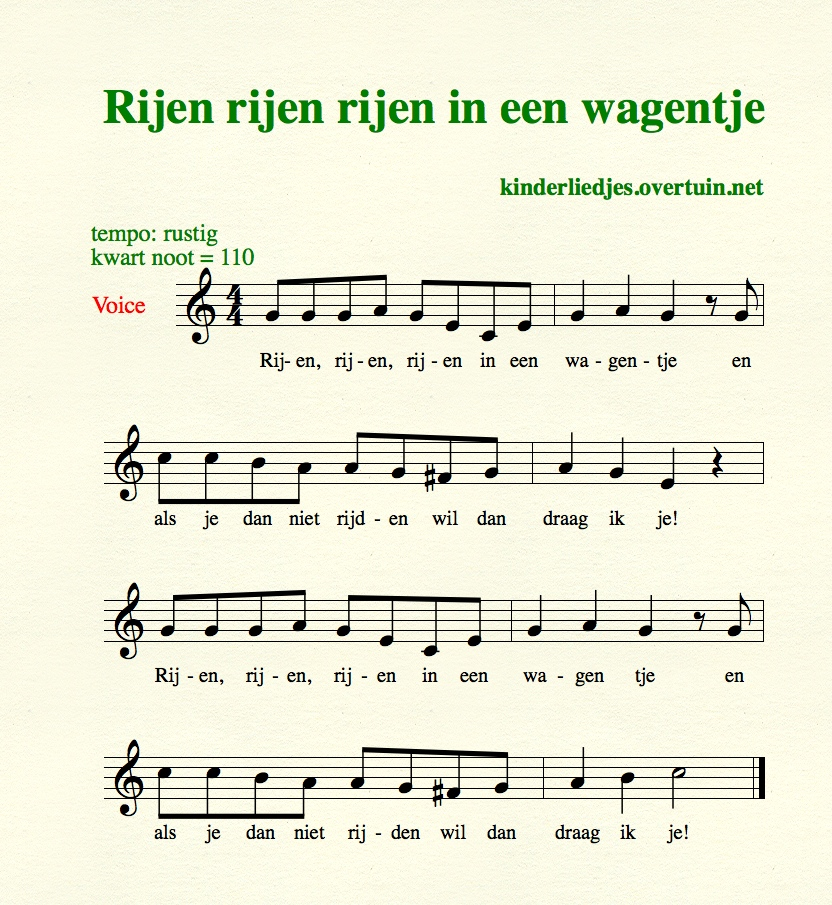 Rijen rijen rijen in een wagentje
kinderliedjes.overtuin.net
tempo: rustig
kwart noot = 110
Voice
4
4
Rij- en, rij - en, rij - en in een wa - gen - tje en
als je dan niet rijd - en wil dan draag ik je!
Rij - en, rij - en, rij - en in een wa - gen tje en
als je dan niet rij - den wil dan draag ik je!